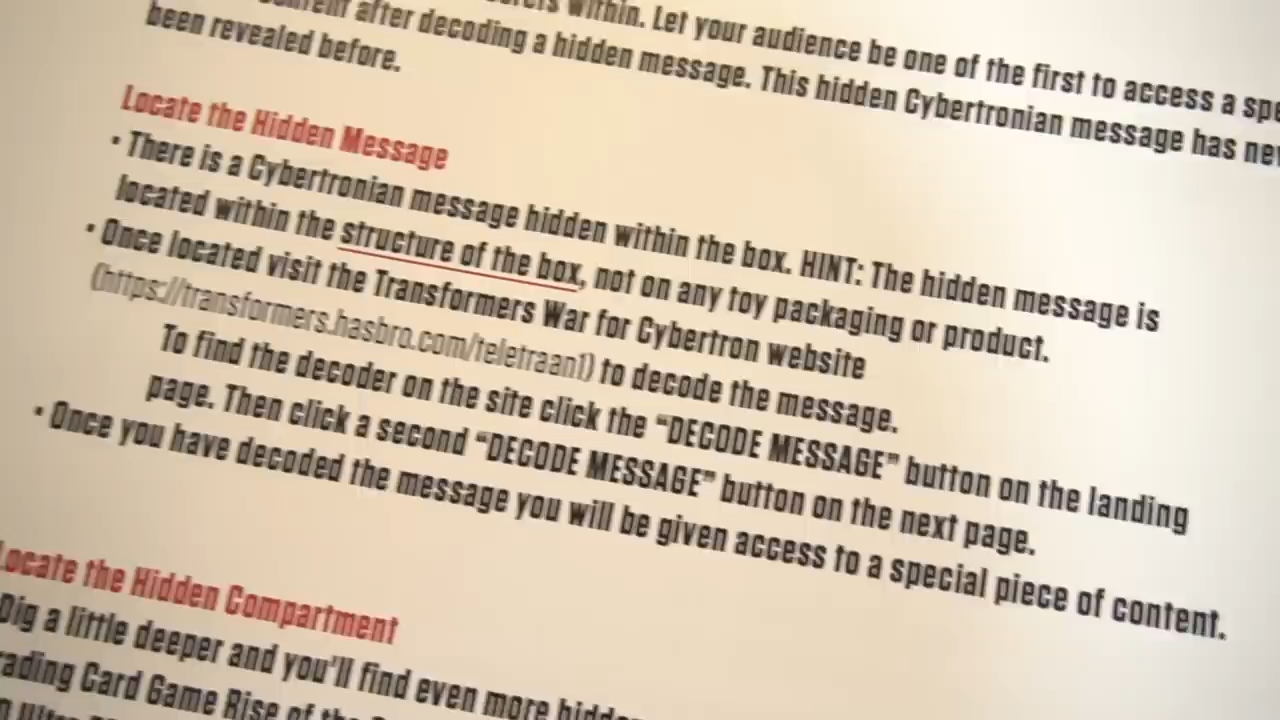 within. Let your audience be one of the first to access a
after decoding a hidden message. This hidden Cybertronian message has
been revealed before.
Locate the Hidden Message
• There is a Cybertronian message hidden within the box. HINT: The hidden message is
located within the structure of the box, not on any toy packaging or product.
• Once located visit the Transformers War for Cybertron website
(https://transformers.hasbro.com/teletraan1) to decode the message.
To find the decoder on the site click the “DECODE MESSAGE” button on the landing
page. Then click a second “DECODE MESSAGE” button on the next page.
• Once you have decoded the message you will be given access to a special piece of content.
Locate the Hidden Compartment
Dig a little deeper and you'll find even more
Card Game Rise of the